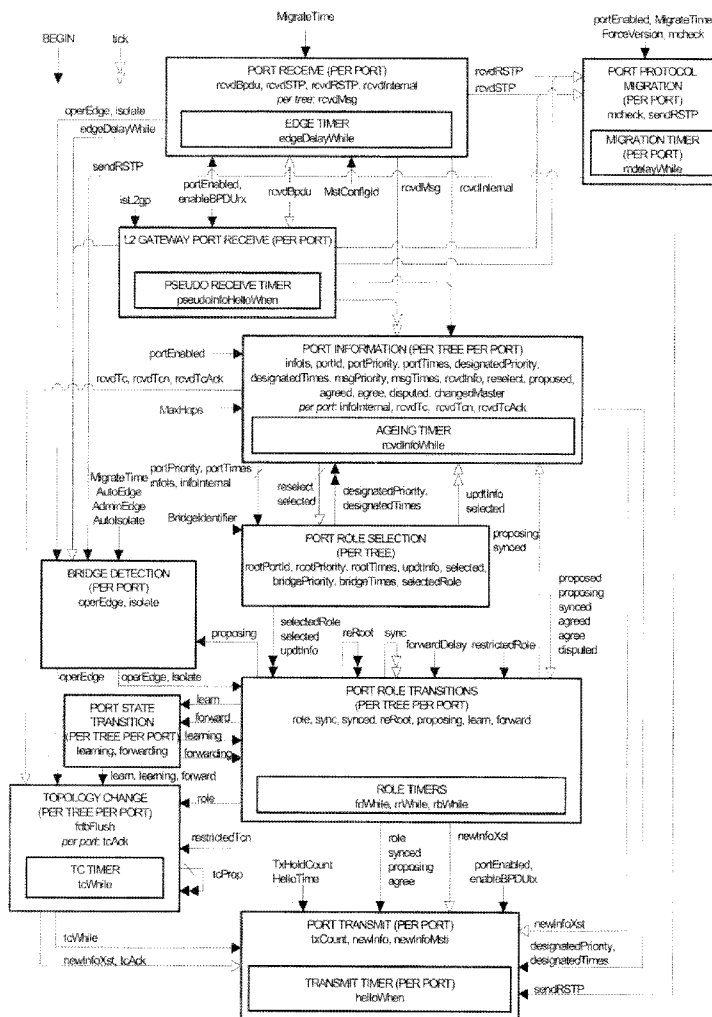 MigrateTime
portEnabled, MigrateTime
ForceVersion, mcheck
BEGIN
tick
PORT RECEIVE (PER PORT)
rcvdBpdu, rcvdSTP, rcvdRSTP, rcvdInternal
per tree: rcvdMsg
EDGE TIMER
edgeDelayWhile
rcvdRSTP
rcvdSTP
PORT PROTOCOL
MIGRATION
(PER PORT)
mcheck, sendRSTP
MIGRATION TIMER
(PER PORT)
mdelayWhile
operEdge, isolate
edgeDelayWhile
sendRSTP
portEnabled,
enableBPDUrx
rcvdBpdu
MstConfigId
rcvdMsg
rcvdInternal
isL2gp
L2 GATEWAY PORT RECEIVE (PER PORT)
PSEUDO RECEIVE TIMER
pseudoInfoHelloWhen
portEnabled
rcvdTc, rcvdTcn, rcvdTcAck
MaxHops
PORT INFORMATION (PER TREE PER PORT)
infoIs, portId, portPriority, portTimes, designatedPriority,
designatedTimes, msgPriority, msgTimes, rcvdInfo, reselect, proposed,
agreed, agree, disputed, changedMaster
per port: infoInternal, rcvdTc, rcvdTcn, rcvdTcAck
AGEING TIMER
rcvdInfoWhile
portPriority, portTimes
infoIs, infoInternal
reselect
selected
designatedPriority,
designatedTimes
updtInfo
selected
MigrateTime
AutoEdge
AdminEdge
AutoIsolate
BridgeIdentifier
PORT ROLE SELECTION
(PER TREE)
rootPortId, rootPriority, rootTimes, updtInfo, selected,
bridgePriority, bridgeTimes, selectedRole
proposing
synced
BRIDGE DETECTION
(PER PORT)
operEdge, isolate
proposing
selectedRole
selected
updtInfo
reRoot
sync
forwardDelay
restrictedRole
proposed
proposing
synced
agreed
agree
disputed
operEdge
operEdge, Isolate
PORT ROLE TRANSITIONS
(PER TREE PER PORT)
role, sync, synced, reRoot, proposing, learn, forward
ROLE TIMERS
fdWhile, rrWhile, rbWhile
PORT STATE
TRANSITION
(PER TREE PER PORT)
learning, forwarding
learn
forward
learning
forwarding
learn, learning, forward
TOPOLOGY CHANGE
(PER TREE PER PORT)
fdbFlush
per port: tcAck
TC TIMER
tcWhile
role
restrictedTcn
tcProp
TxHoldCount
HelloTime
role
synced
proposing
agree
newInfoXst
portEnabled,
enableBPDUtx
tcWhile
newInfoXst, tcAck
PORT TRANSMIT (PER PORT)
txCount, newInfo, newInfoMsti
TRANSMIT TIMER (PER PORT)
helloWhen
newInfoXst
designatedPriority,
designatedTimes
sendRSTP